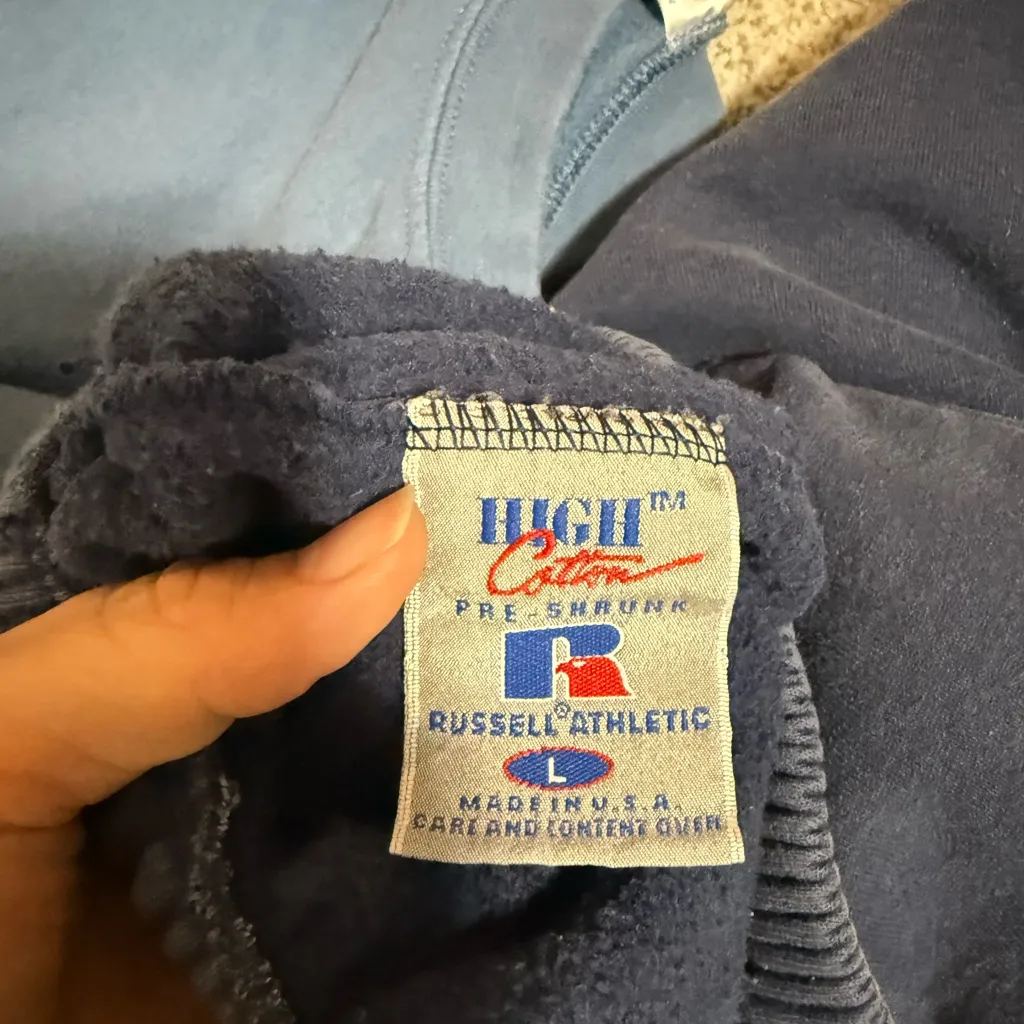 HIGH™
Cotton
PRE-SHRUNK
RUSSELL® ATHLETIC
L
MADE IN U.S.A.
CARE AND CONTENT OVER